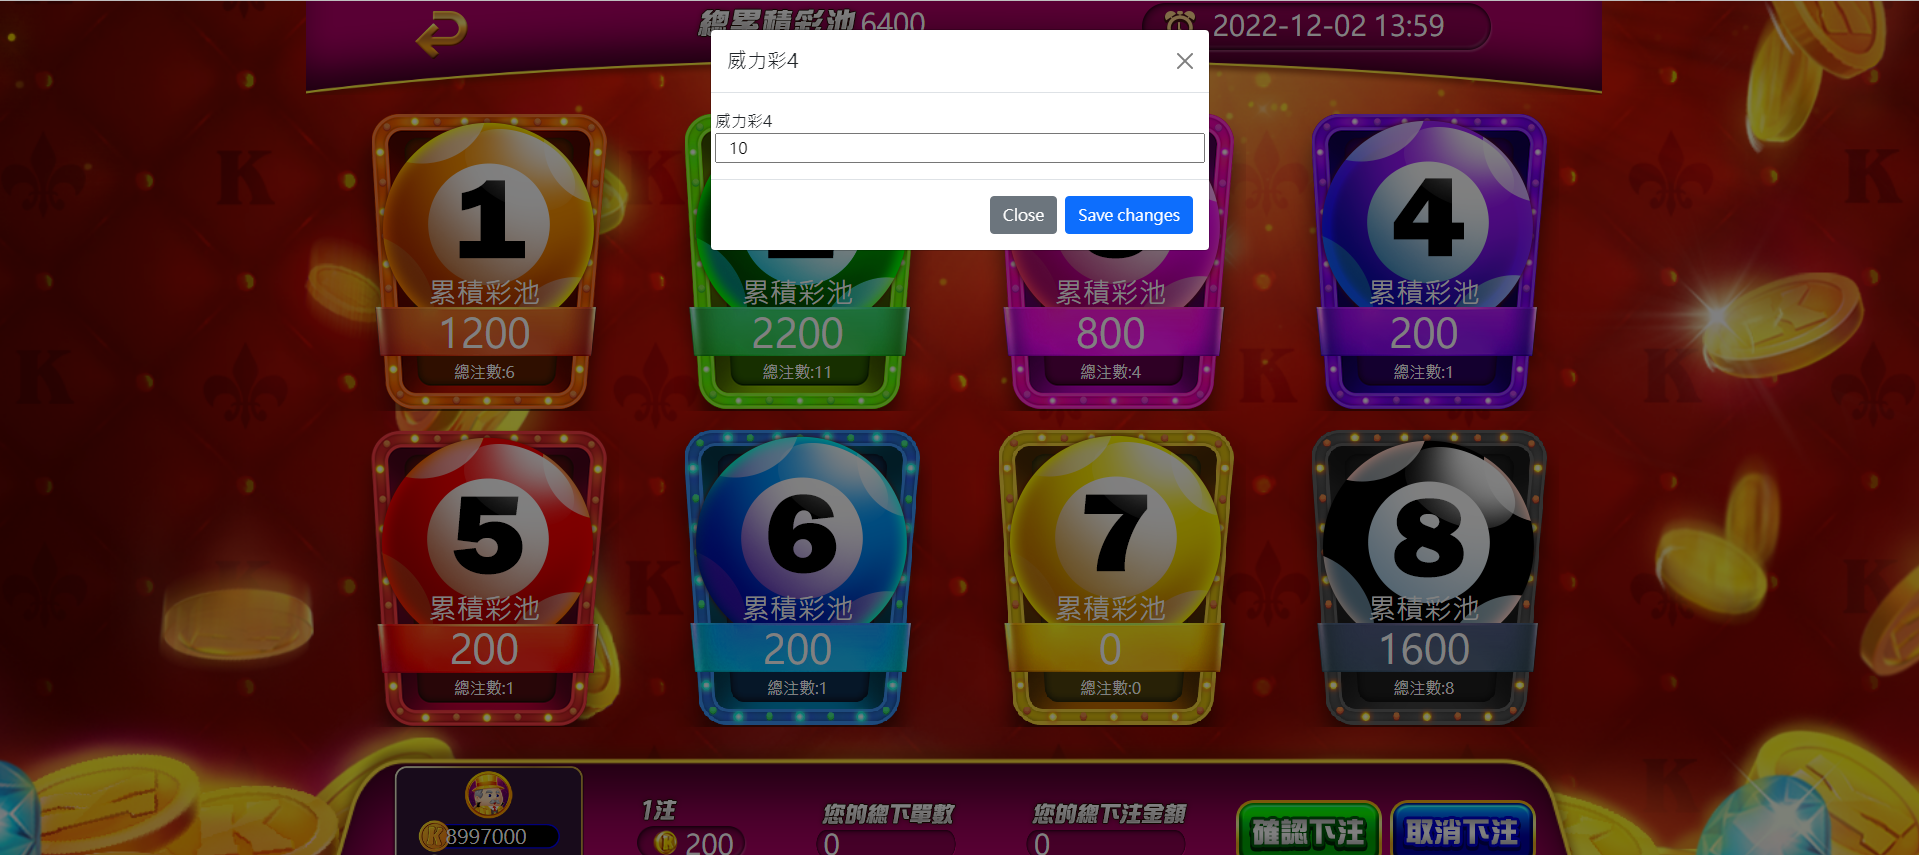 總累積彩池 6400
2022-12-02 13:59
威力彩4
威力彩4
10
Close
Save changes
1
累積彩池
1200
總注數:6
累積彩池
2200
總注數:11
累積彩池
800
總注數:4
4
累積彩池
200
總注數:1
5
累積彩池
200
總注數:1
6
累積彩池
200
總注數:1
7
累積彩池
0
總注數:0
8
累積彩池
1600
總注數:8
K
8997000
1注
K 200
您的總下單數
0
您的總下注金額
0
確認下注
取消下注